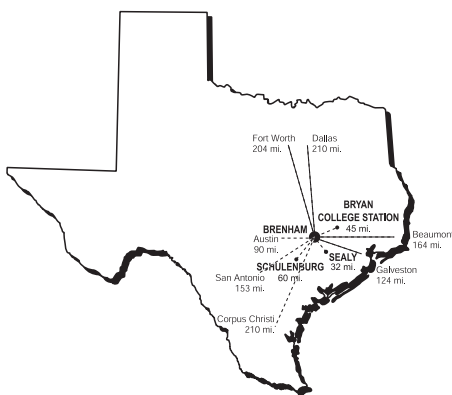 Fort Worth
204 mi.
Dallas
210 mi.
BRYAN
COLLEGE STATION
45 mi.
BRENHAM
Austin
90 mi.
Beaumont
164 mi.
SEALY
32 mi.
SCHULENBURG
60 mi.
San Antonio
153 mi.
Galveston
124 mi.
Corpus Christi
210 mi.